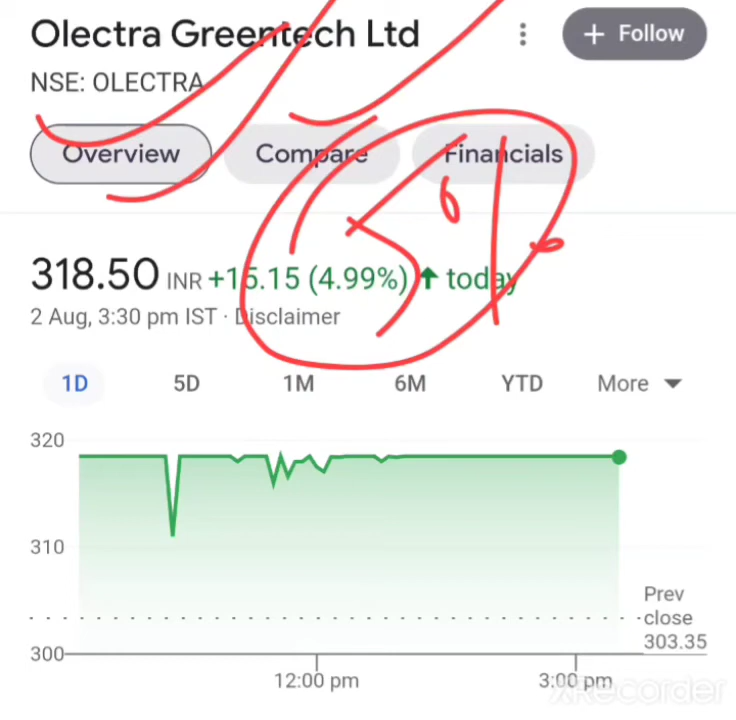 Olectra Greentech Ltd
+ Follow
NSE: OLECTRA
Overview Compare Financials
5%
318.50 INR +15.15 (4.99%) ↑ today
2 Aug, 3:30 pm IST · Disclaimer
1D 5D 1M 6M YTD More
320
310
Prev
close
303.35
300
12:00 pm 3:00 pm
XRecorder